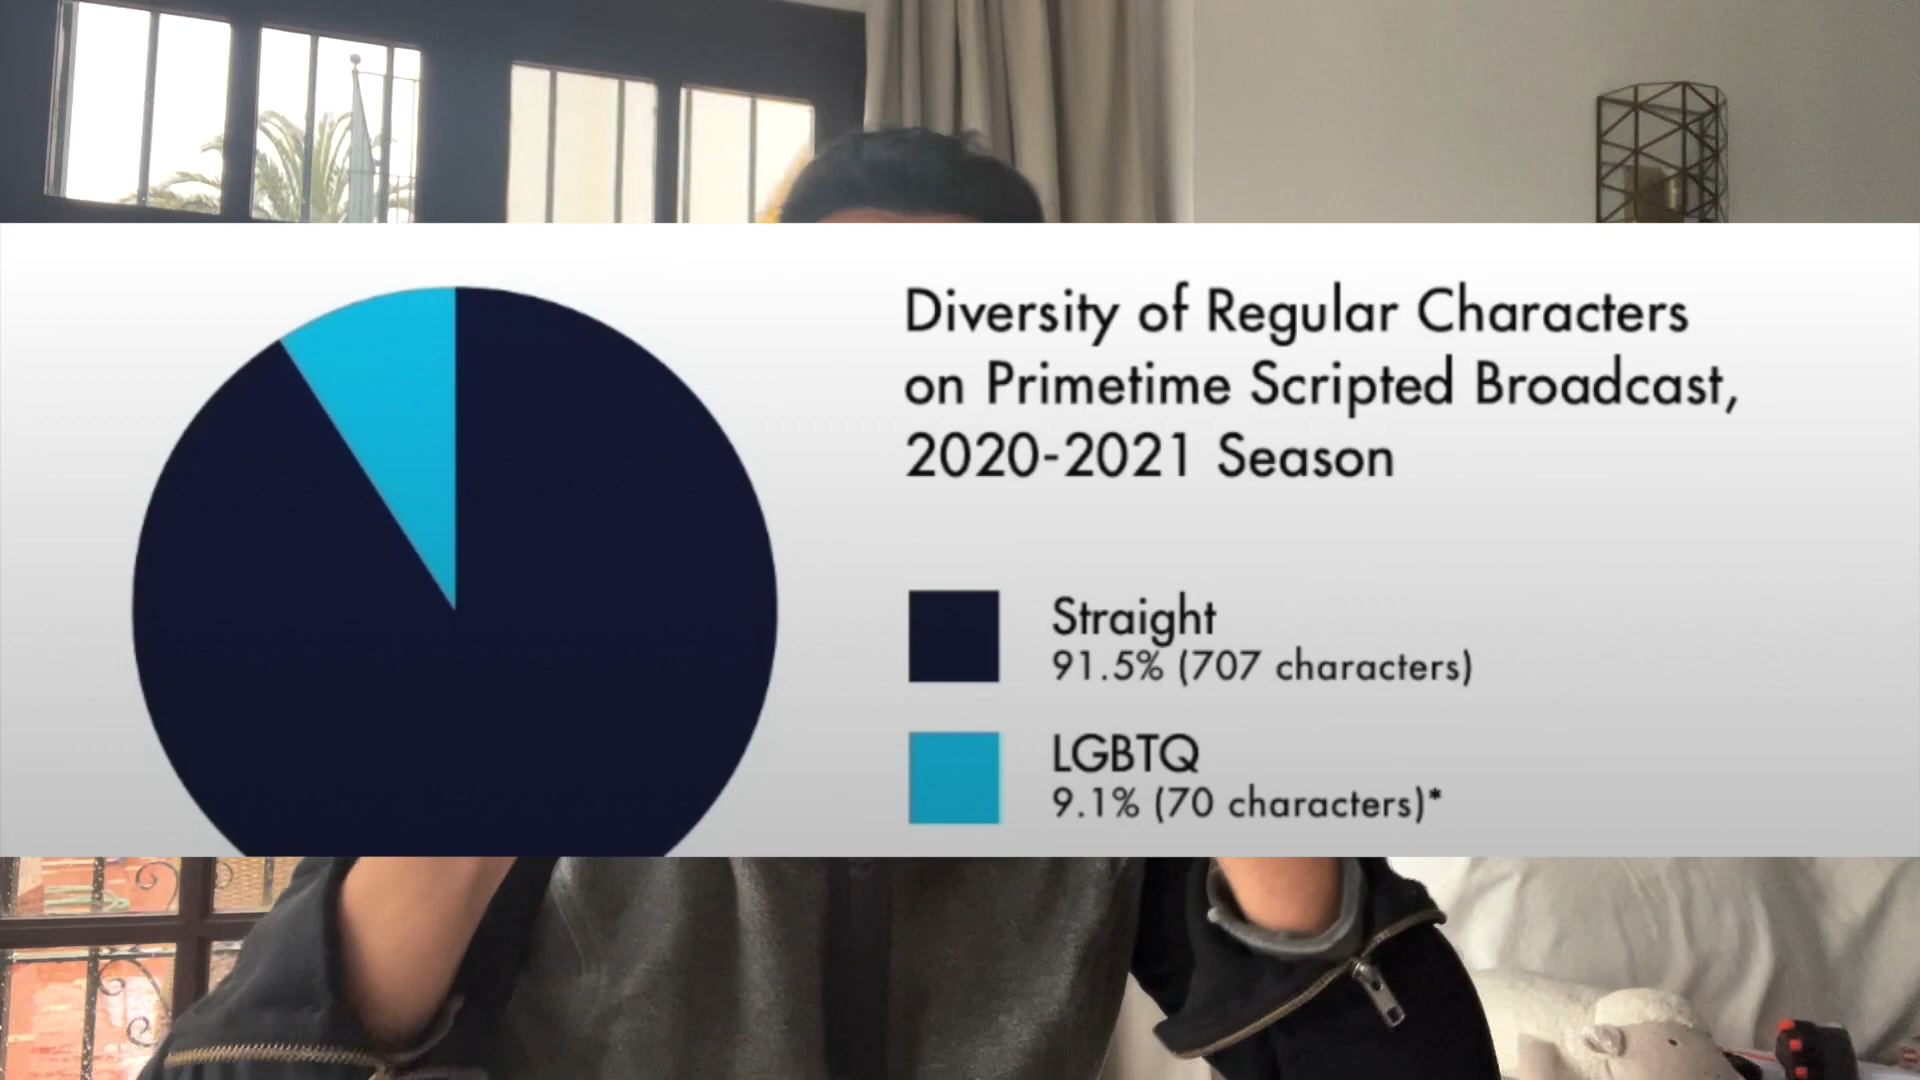 Diversity of Regular Characters
on Primetime Scripted Broadcast,
2020-2021 Season
Straight
91.5% (707 characters)
LGBTQ
9.1% (70 characters)*